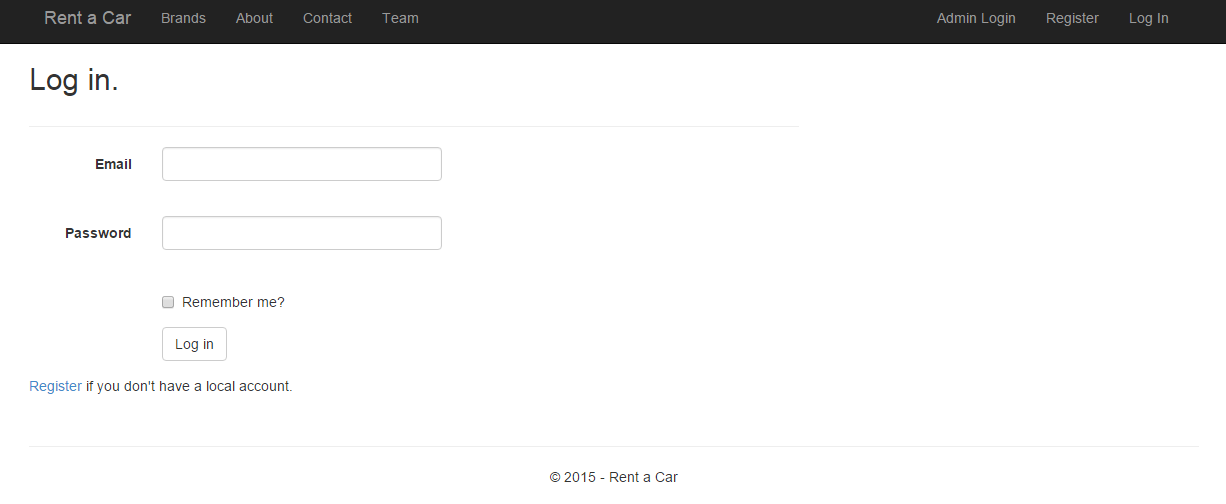 Rent a Car Brands About Contact Team Admin Login Register Log In
Log in.
Email
Password
Remember me?
Log in
Register if you don't have a local account.
© 2015 - Rent a Car